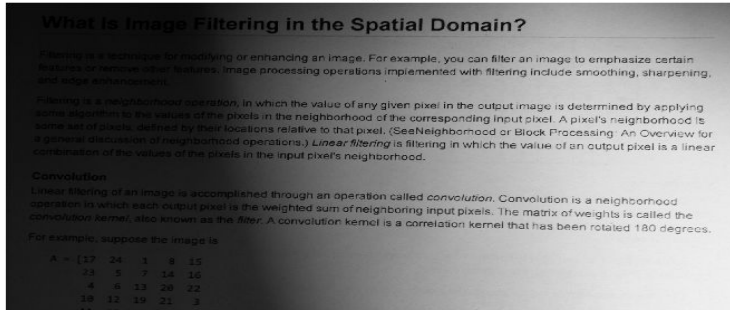 What Is Image Filtering in the Spatial Domain?
Filtering is a technique for modifying or enhancing an image. For example, you can filter an image to emphasize certain
features or remove other features. Image processing operations implemented with filtering include smoothing, sharpening,
and edge enhancement.
Filtering is a neighborhood operation, in which the value of any given pixel in the output image is determined by applying
some algorithm to the values of the pixels in the neighborhood of the corresponding input pixel. A pixel's neighborhood is
some set of pixels, defined by their locations relative to that pixel. (SeeNeighborhood or Block Processing: An Overview for
a general discussion of neighborhood operations.) Linear filtering is filtering in which the value of an output pixel is a linear
combination of the values of the pixels in the input pixel's neighborhood.
Convolution
Linear filtering of an image is accomplished through an operation called convolution. Convolution is a neighborhood
operation in which each output pixel is the weighted sum of neighboring input pixels. The matrix of weights is called the
convolution kernel, also known as the filter. A convolution kernel is a correlation kernel that has been rotated 180 degrees.
For example, suppose the image is
A = [17 24 1 8 15
23 5 7 14 16
4 6 13 20 22
10 12 19 21 3